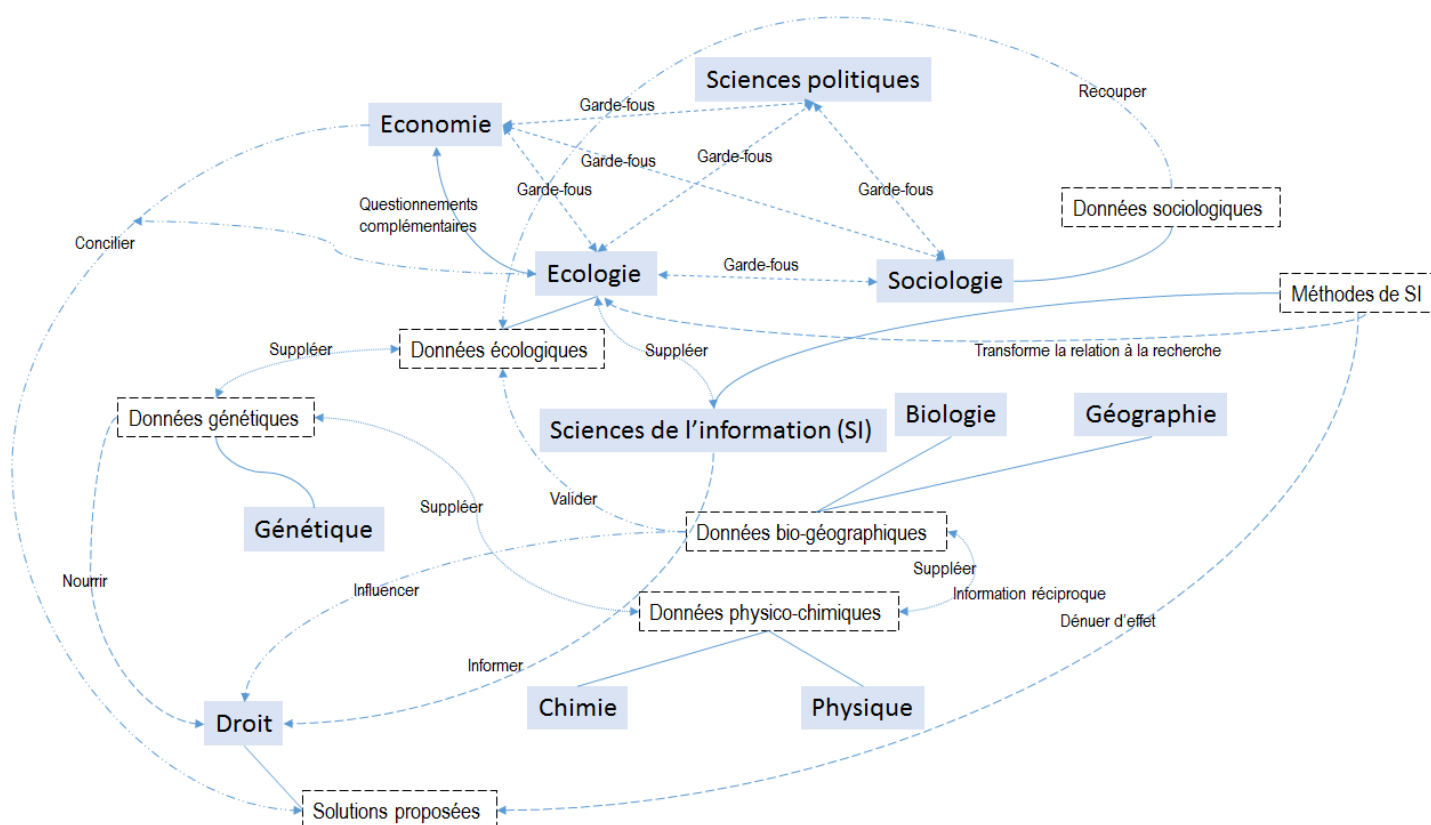 Sciences politiques
Recouper
Garde-fous
Economie
Garde-fous
Garde-fous
Garde-fous
Garde-fous
Questionnements
complémentaires
Données sociologiques
Concilier
Ecologie
Garde-fous
Sociologie
Méthodes de SI
Suppléer
Données écologiques
Suppléer
Transforme la relation à la recherche
Données génétiques
Sciences de l’information (SI)
Biologie
Géographie
Valider
Suppléer
Génétique
Données bio-géographiques
Suppléer
Nourrir
Influencer
Information réciproque
Données physico-chimiques
Dénuer d’effet
Informer
Chimie
Physique
Droit
Solutions proposées